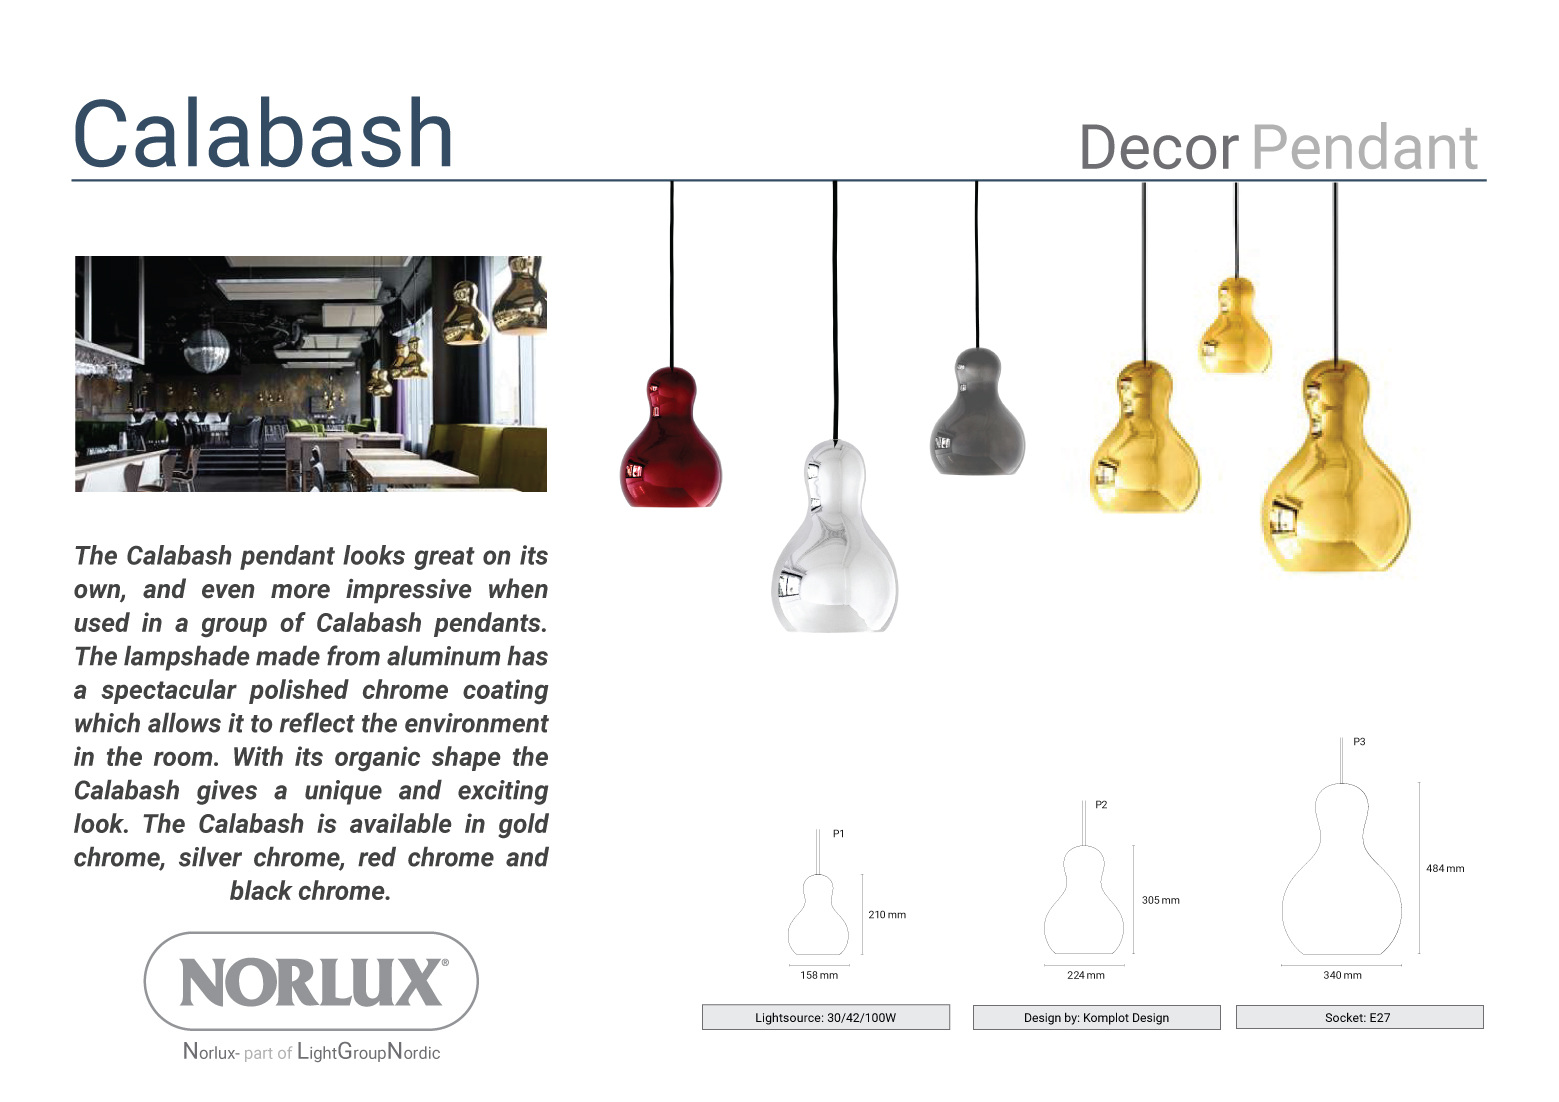 Calabash
Decor Pendant
The Calabash pendant looks great on its
own, and even more impressive when
used in a group of Calabash pendants.
The lampshade made from aluminum has
a spectacular polished chrome coating
which allows it to reflect the environment
in the room. With its organic shape the
Calabash gives a unique and exciting
look. The Calabash is available in gold
chrome, silver chrome, red chrome and
black chrome.
NORLUX®
Norlux- part of LightGroupNordic
P1
210 mm
158 mm
P2
305 mm
224 mm
P3
484 mm
340 mm
Lightsource: 30/42/100W
Design by: Komplot Design
Socket: E27